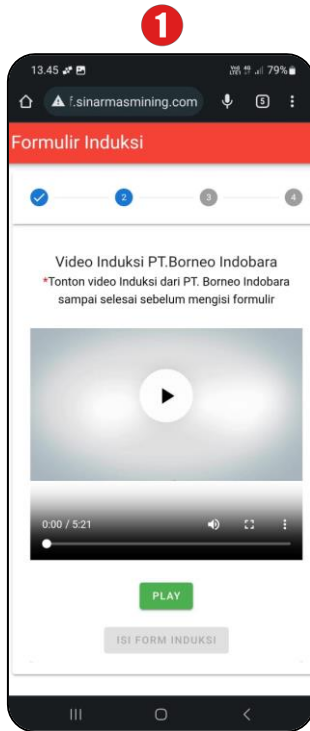 1
13.45 79%
f.sinarmasmining.com 5
Formulir Induksi
2 3 4
Video Induksi PT.Borneo Indobara
*Tonton video Induksi dari PT. Borneo Indobara
sampai selesai sebelum mengisi formulir
0:00 / 5:21
PLAY
ISI FORM INDUKSI